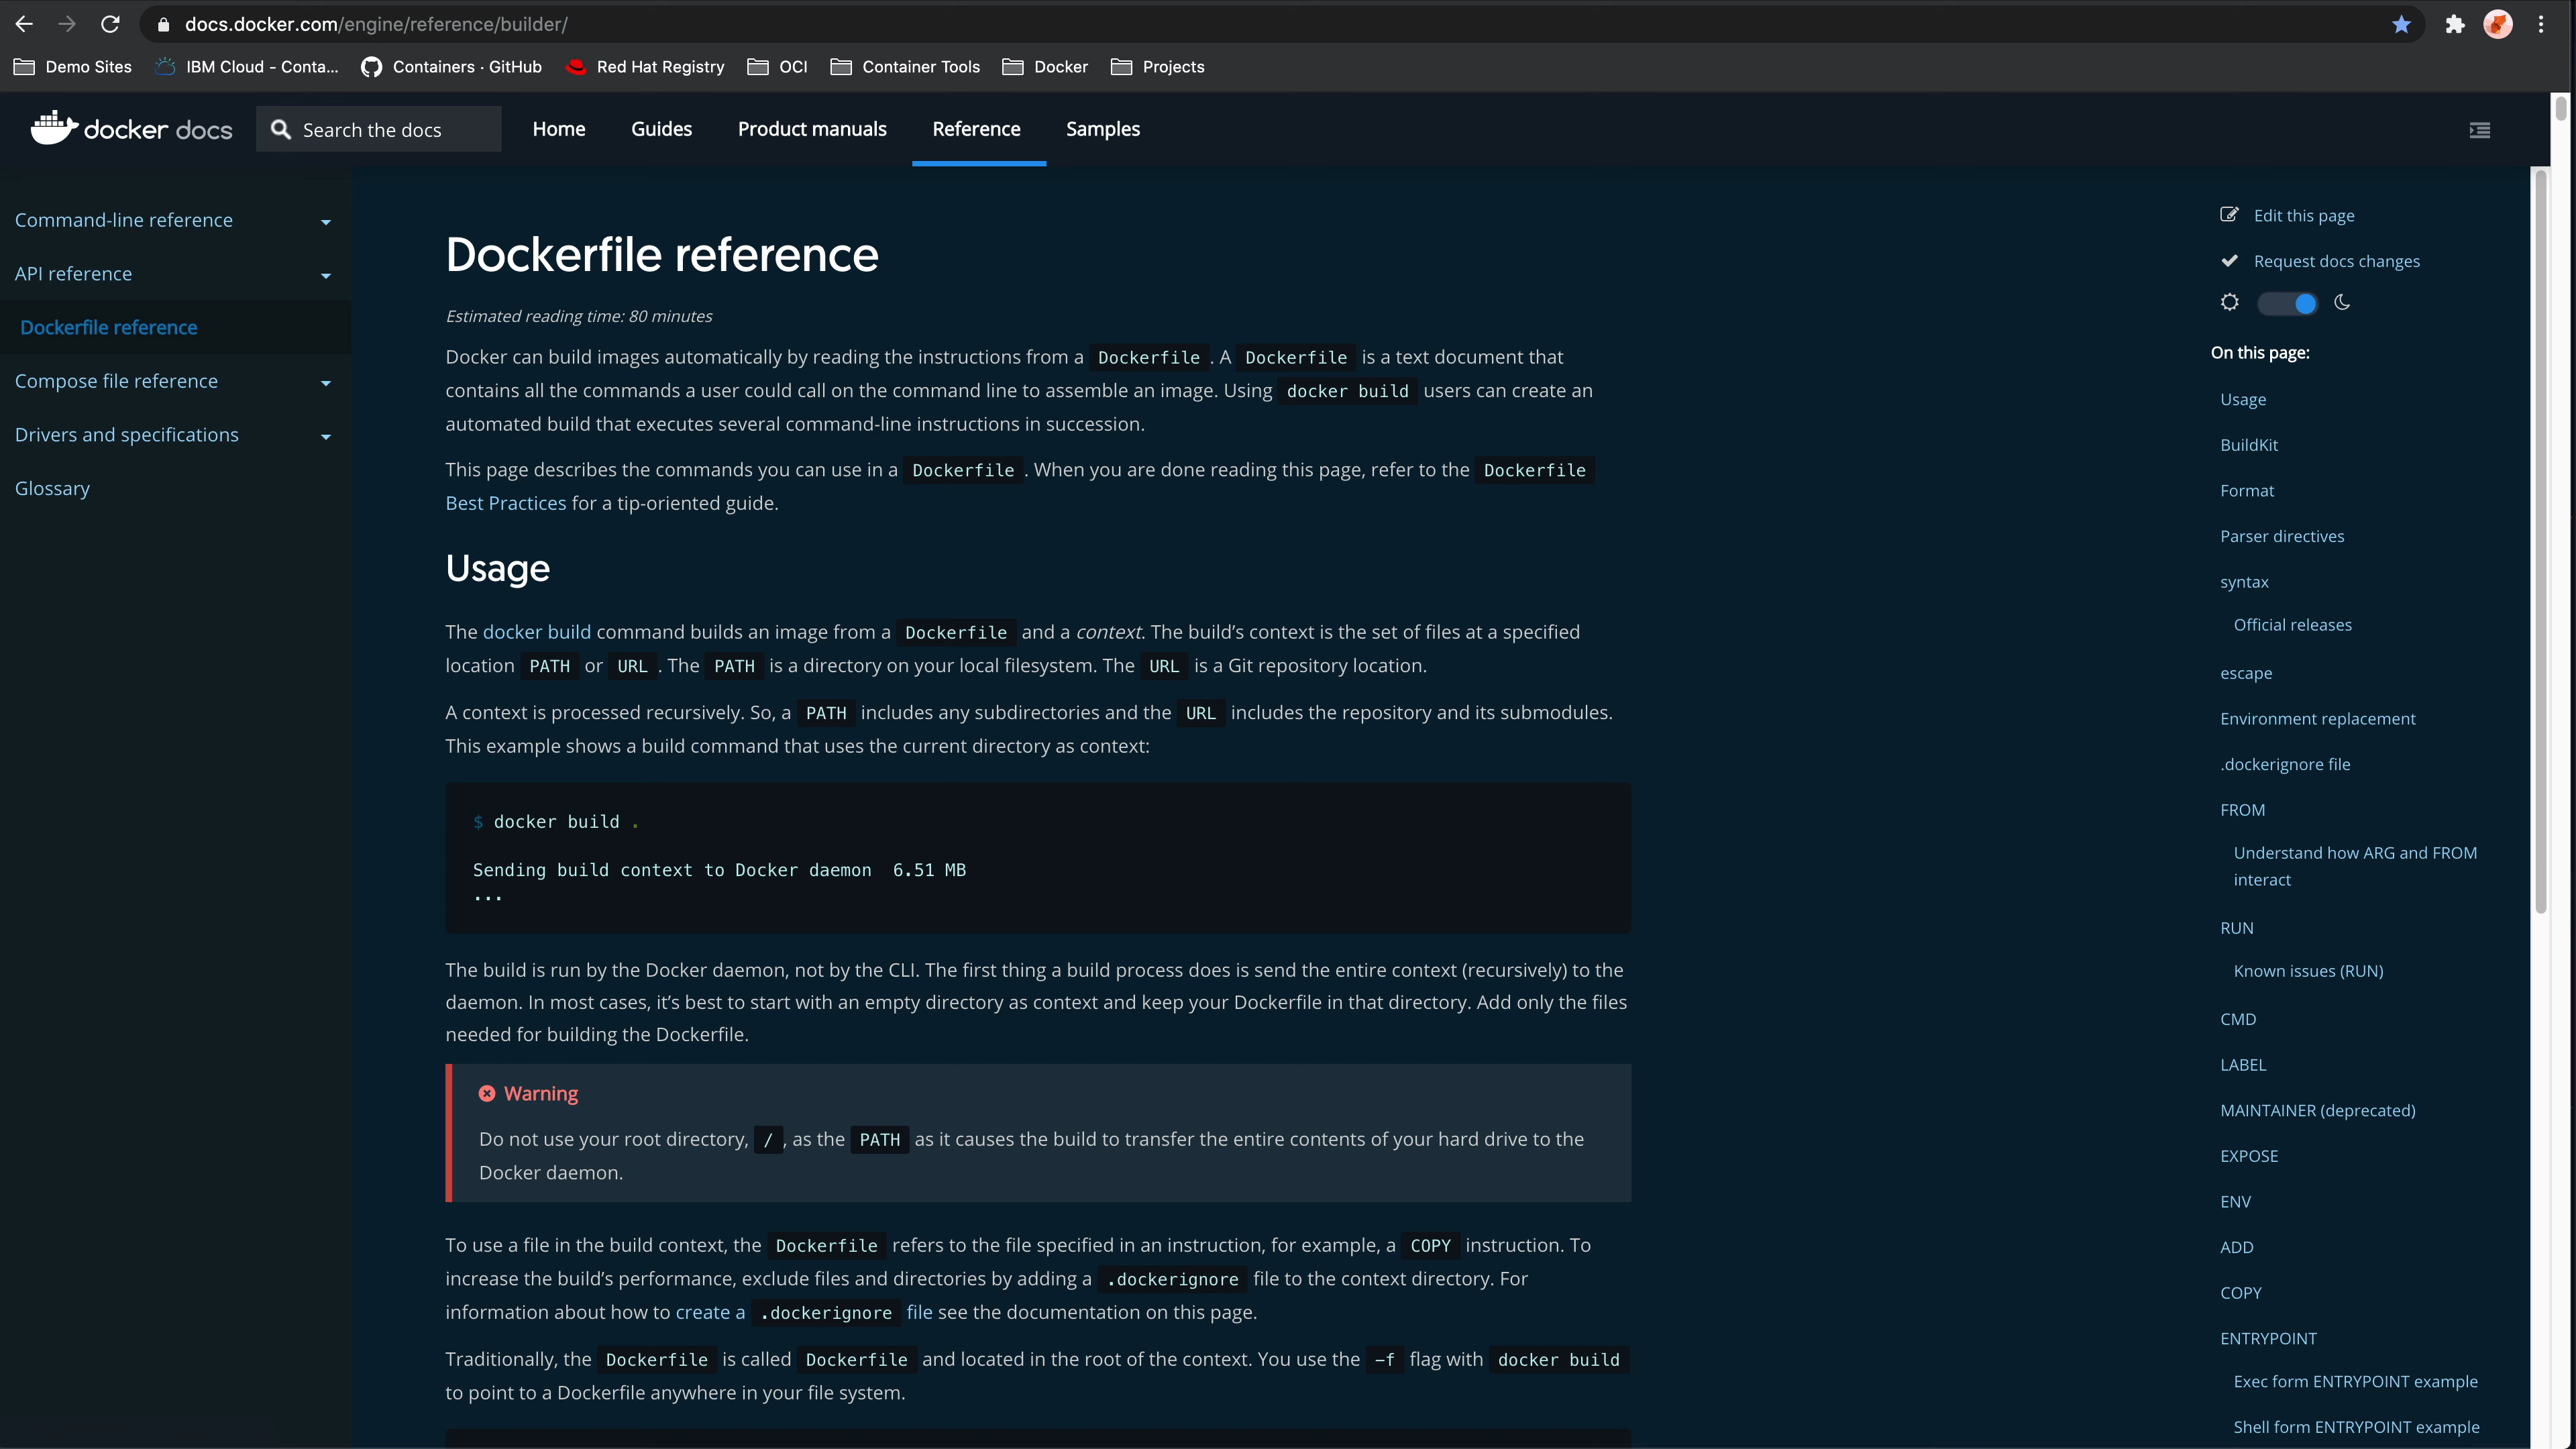 docs.docker.com/engine/reference/builder/
Demo Sites IBM Cloud - Conta... Containers · GitHub Red Hat Registry OCI Container Tools Docker Projects
docker docs Search the docs Home Guides Product manuals Reference Samples
Command-line reference
API reference
Dockerfile reference
Compose file reference
Drivers and specifications
Glossary
Dockerfile reference
Estimated reading time: 80 minutes
Docker can build images automatically by reading the instructions from a Dockerfile . A Dockerfile is a text document that
contains all the commands a user could call on the command line to assemble an image. Using docker build users can create an
automated build that executes several command-line instructions in succession.
This page describes the commands you can use in a Dockerfile . When you are done reading this page, refer to the Dockerfile
Best Practices for a tip-oriented guide.
Usage
The docker build command builds an image from a Dockerfile and a context. The build’s context is the set of files at a specified
location PATH or URL . The PATH is a directory on your local filesystem. The URL is a Git repository location.
A context is processed recursively. So, a PATH includes any subdirectories and the URL includes the repository and its submodules.
This example shows a build command that uses the current directory as context:
$ docker build .
Sending build context to Docker daemon  6.51 MB
...
The build is run by the Docker daemon, not by the CLI. The first thing a build process does is send the entire context (recursively) to the
daemon. In most cases, it’s best to start with an empty directory as context and keep your Dockerfile in that directory. Add only the files
needed for building the Dockerfile.
Warning
Do not use your root directory, / , as the PATH as it causes the build to transfer the entire contents of your hard drive to the
Docker daemon.
To use a file in the build context, the Dockerfile refers to the file specified in an instruction, for example, a COPY instruction. To
increase the build’s performance, exclude files and directories by adding a .dockerignore file to the context directory. For
information about how to create a .dockerignore file see the documentation on this page.
Traditionally, the Dockerfile is called Dockerfile and located in the root of the context. You use the -f flag with docker build
to point to a Dockerfile anywhere in your file system.
Edit this page
Request docs changes
On this page:
Usage
BuildKit
Format
Parser directives
syntax
Official releases
escape
Environment replacement
.dockerignore file
FROM
Understand how ARG and FROM
interact
RUN
Known issues (RUN)
CMD
LABEL
MAINTAINER (deprecated)
EXPOSE
ENV
ADD
COPY
ENTRYPOINT
Exec form ENTRYPOINT example
Shell form ENTRYPOINT example